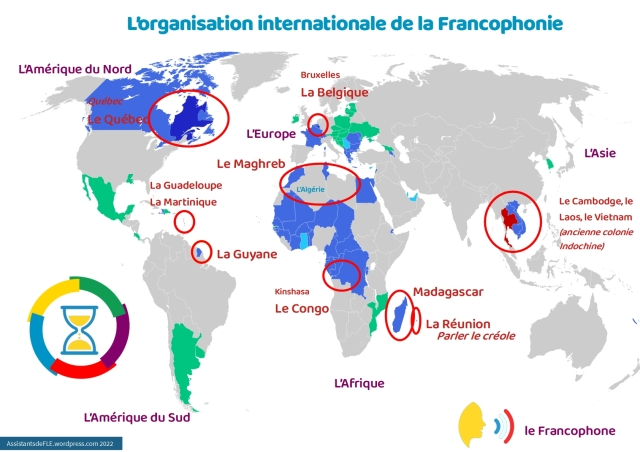 L'organisation internationale de la Francophonie
L'Amérique du Nord
Bruxelles
La Belgique
Québec
Le Québec
L'Europe
Le Maghreb
L'Asie
L'Algérie
La Guadeloupe
La Martinique
Le Cambodge, le
Laos, le Vietnam
(ancienne colonie
Indochine)
La Guyane
Kinshasa
Le Congo
Madagascar
La Réunion
Parler le créole
L'Afrique
L'Amérique du Sud
le Francophone
AssistantsdeFLE.wordpress.com 2022